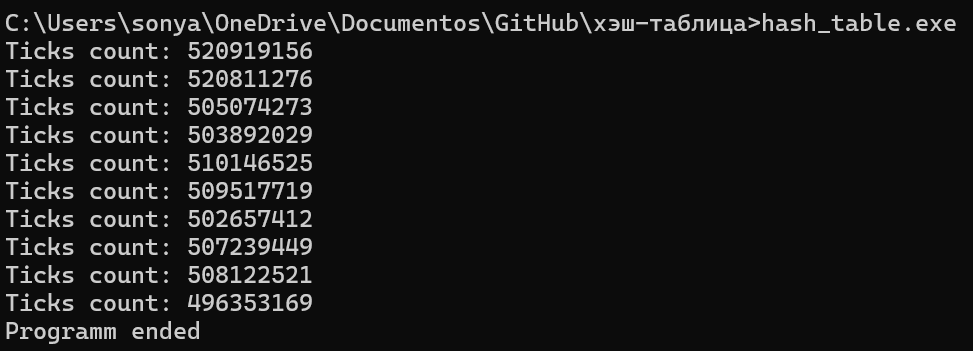 C:\Users\sonya\OneDrive\Documentos\GitHub\хэш-таблица>hash_table.exe
Ticks count: 520919156
Ticks count: 520811276
Ticks count: 505074273
Ticks count: 503892029
Ticks count: 510146525
Ticks count: 509517719
Ticks count: 502657412
Ticks count: 507239449
Ticks count: 508122521
Ticks count: 496353169
Programm ended